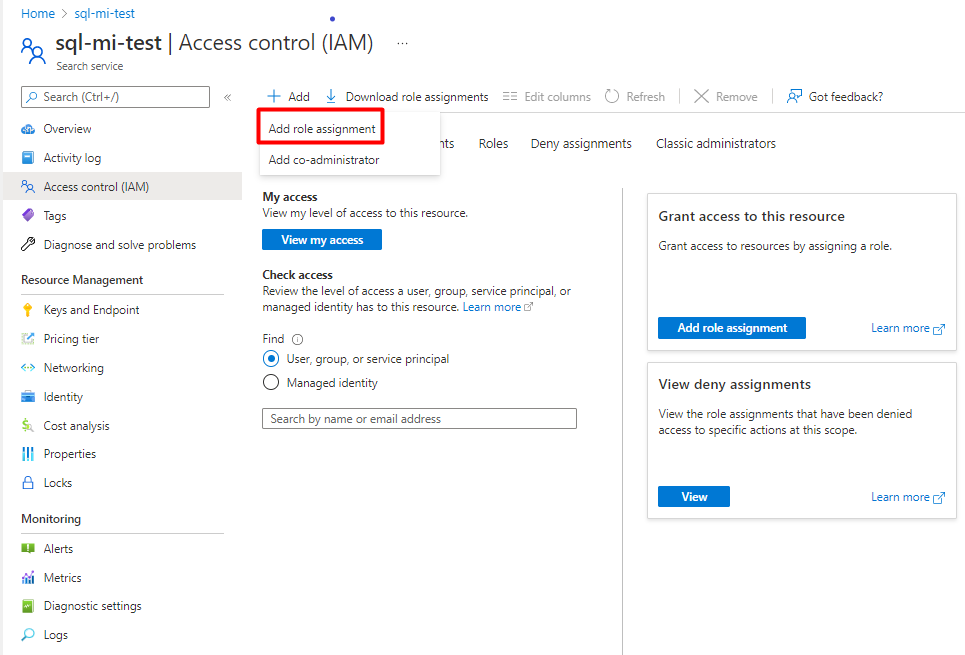 Home > sql-mi-test
sql-mi-test | Access control (IAM) ...
Search service
Search (Ctrl+/)
«
Add
Download role assignments
Edit columns
Refresh
Remove
Got feedback?
Add role assignment
Add co-administrator
nts
Roles
Deny assignments
Classic administrators
Overview
Activity log
Access control (IAM)
Tags
Diagnose and solve problems
Resource Management
Keys and Endpoint
Pricing tier
Networking
Identity
Cost analysis
Properties
Locks
Monitoring
Alerts
Metrics
Diagnostic settings
Logs
My access
View my level of access to this resource.
View my access
Check access
Review the level of access a user, group, service principal, or
managed identity has to this resource. Learn more
Find
User, group, or service principal
Managed identity
Search by name or email address
Grant access to this resource
Grant access to resources by assigning a role.
Add role assignment
Learn more
View deny assignments
View the role assignments that have been denied
access to specific actions at this scope.
View
Learn more